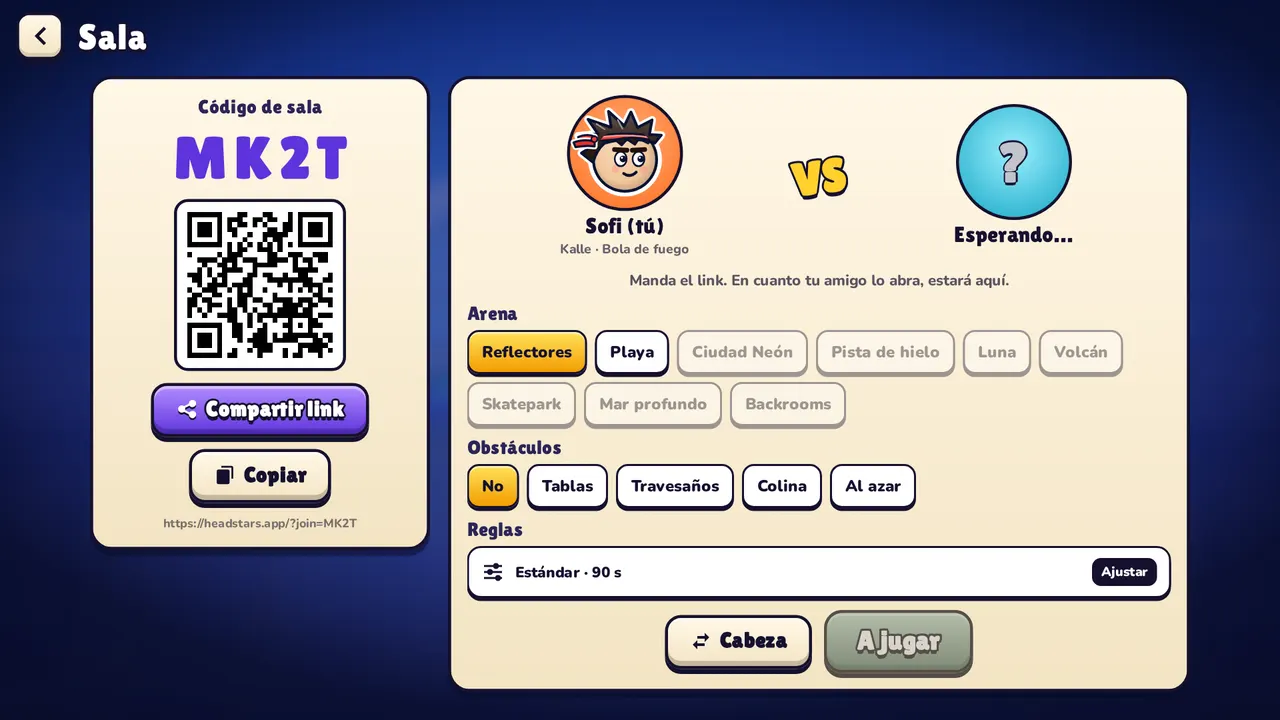 Sala
Código de sala
MK2T
Compartir link
Copiar
https://headstars.app/?join=MK2T
VS
?
Sofi (tú)
Esperando...
Kalle · Bola de fuego
Manda el link. En cuanto tu amigo lo abra, estará aquí.
Arena
Reflectores Playa Ciudad Neón Pista de hielo Luna Volcán
Skatepark Mar profundo Backrooms
Obstáculos
No Tablas Travesaños Colina Al azar
Reglas
Estándar · 90 s Ajustar
Cabeza A jugar